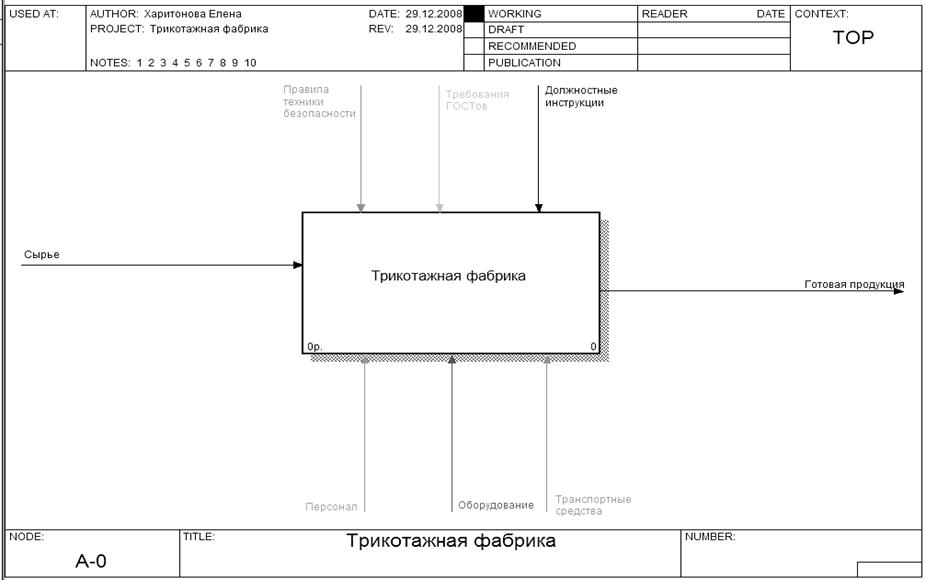 USED AT:
AUTHOR: Харитонова Елена
DATE: 29.12.2008
WORKING
READER DATE
CONTEXT:
PROJECT: Трикотажная фабрика
REV: 29.12.2008
DRAFT
TOP
RECOMMENDED
NOTES: 1 2 3 4 5 6 7 8 9 10
PUBLICATION
Правила
техники
безопасности
Требования
ГОСТов
Должностные
инструкции
Сырье
Трикотажная фабрика
Готовая продукция
0р.
0
Персонал
Оборудование
Транспортные
средства
NODE:
A-0
TITLE:
Трикотажная фабрика
NUMBER: